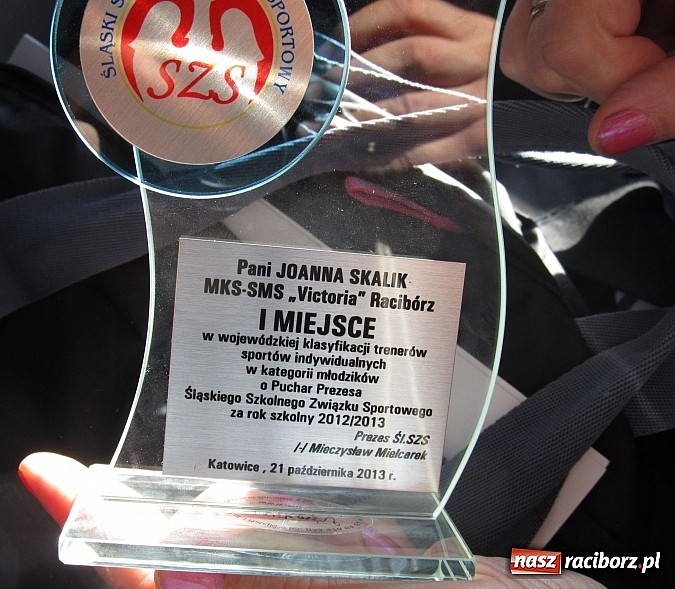 ŚLĄSKI S
SPORTOWY
SZS
Pani JOANNA SKALIK
MKS-SMS „Victoria” Racibórz
I MIEJSCE
w wojewódzkiej klasyfikacji trenerów
sportów indywidualnych
w kategorii młodzików
o Puchar Prezesa
Śląskiego Szkolnego Związku Sportowego
za rok szkolny 2012/2013
Prezes Śl.SZS
/-/ Mieczysław Mielcarek
Katowice , 21 października 2013 r.
nasz raciborz.pl